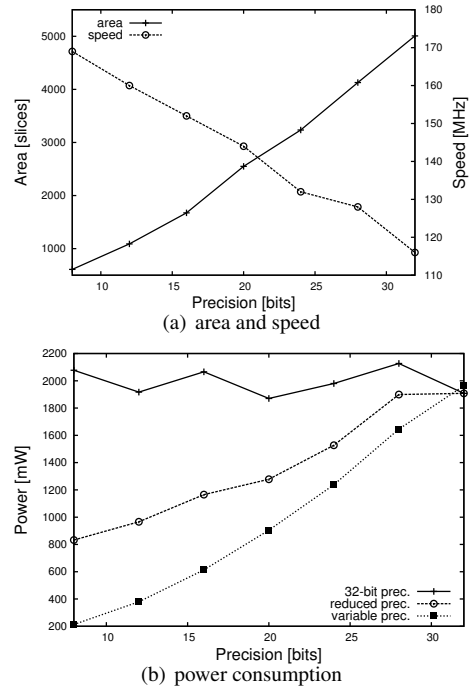 area
speed
5000
4000
3000
2000
1000
180
170
160
150
140
130
120
110
Area [slices]
Speed [MHz]
10 15 20 25 30
Precision [bits]
(a) area and speed
2200
2000
1800
1600
1400
1200
1000
800
600
400
200
Power [mW]
32-bit prec.
reduced prec.
variable prec.
10 15 20 25 30
Precision [bits]
(b) power consumption